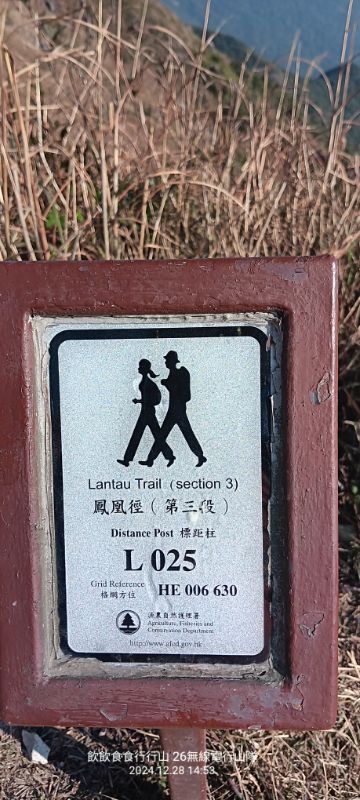 Lantau Trail (section 3)
鳳凰徑（第三段）
Distance Post 標距柱
L 025
Grid Reference
格網方位
HE 006 630
漁農自然護理署
Agriculture, Fisheries and
Conservation Department
http://www.afcd.gov.hk
飲飲食食行行山 26無線電行山隊
2024.12.28 14:53